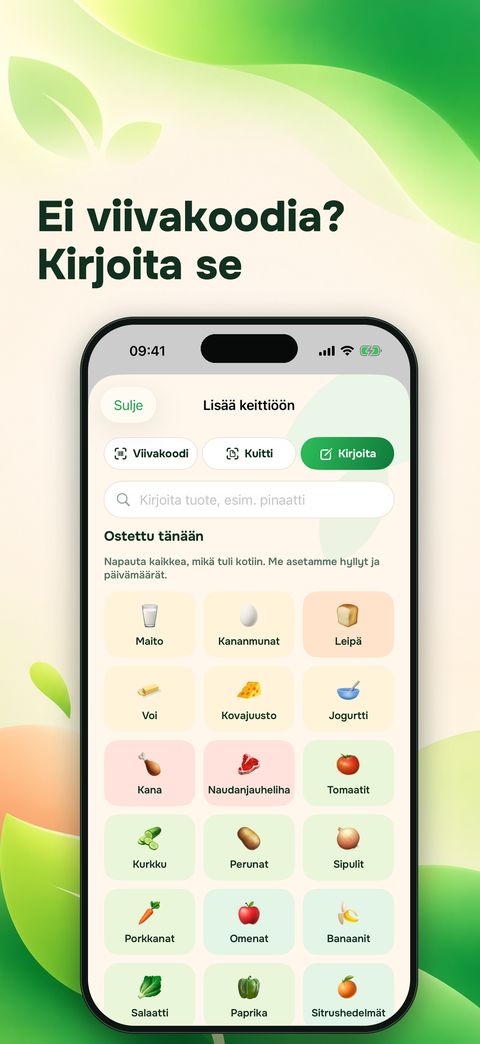 Ei viivakoodia?
Kirjoita se
09:41
Sulje
Lisää keittiöön
Viivakoodi
Kuitti
Kirjoita
Kirjoita tuote, esim. pinaatti
Ostettu tänään
Napauta kaikkea, mikä tuli kotiin. Me asetamme hyllyt ja
päivämäärät.
Maito
Kananmunat
Leipä
Voi
Kovajuusto
Jogurtti
Kana
Naudanjauheliha
Tomaatit
Kurkku
Perunat
Sipulit
Porkkanat
Omenat
Banaanit
Salaatti
Paprika
Sitrushedelmät